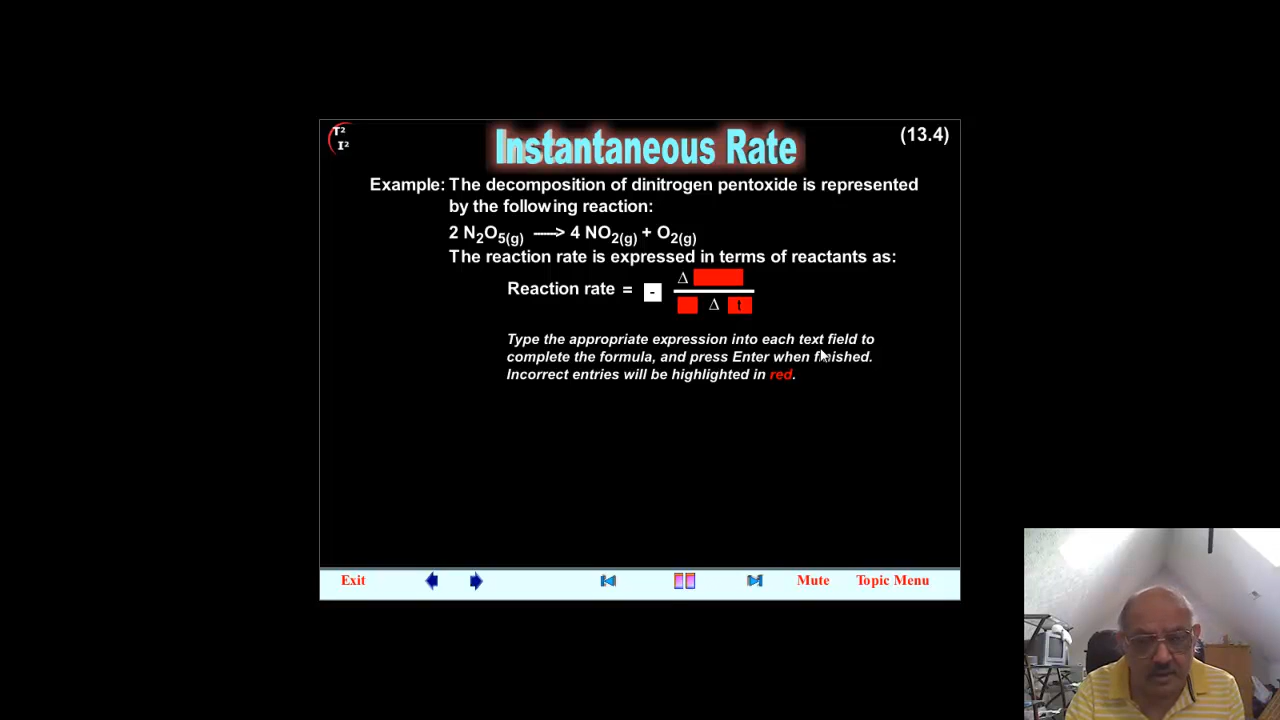 T²
I²
Instantaneous Rate
(13.4)
Example: The decomposition of dinitrogen pentoxide is represented
by the following reaction:
2 N₂O₅(g) -----> 4 NO₂(g) + O₂(g)
The reaction rate is expressed in terms of reactants as:
Δ
Reaction rate = -
Δ t
Type the appropriate expression into each text field to
complete the formula, and press Enter when finished.
Incorrect entries will be highlighted in red.
Exit
Mute
Topic Menu